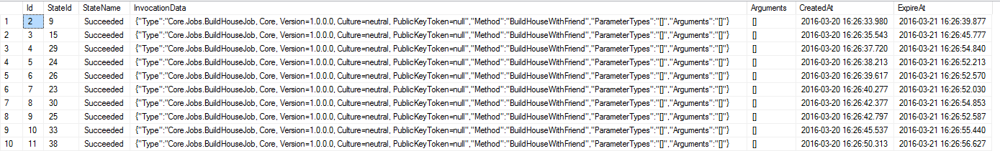 Id StateId StateName InvocationData Arguments CreatedAt ExpireAt
1 2 9 Succeeded {"Type":"Core.Jobs.BuildHouseJob, Core, Version=1.0.0.0, Culture=neutral, PublicKeyToken=null","Method":"BuildHouseWithFriend","ParameterTypes":"[]","Arguments":"[]"} [] 2016-03-20 16:26:33.980 2016-03-21 16:26:39.877
2 3 15 Succeeded {"Type":"Core.Jobs.BuildHouseJob, Core, Version=1.0.0.0, Culture=neutral, PublicKeyToken=null","Method":"BuildHouseWithFriend","ParameterTypes":"[]","Arguments":"[]"} [] 2016-03-20 16:26:35.543 2016-03-21 16:26:45.777
3 4 29 Succeeded {"Type":"Core.Jobs.BuildHouseJob, Core, Version=1.0.0.0, Culture=neutral, PublicKeyToken=null","Method":"BuildHouseWithFriend","ParameterTypes":"[]","Arguments":"[]"} [] 2016-03-20 16:26:37.720 2016-03-21 16:26:54.840
4 5 24 Succeeded {"Type":"Core.Jobs.BuildHouseJob, Core, Version=1.0.0.0, Culture=neutral, PublicKeyToken=null","Method":"BuildHouseWithFriend","ParameterTypes":"[]","Arguments":"[]"} [] 2016-03-20 16:26:38.213 2016-03-21 16:26:52.213
5 6 26 Succeeded {"Type":"Core.Jobs.BuildHouseJob, Core, Version=1.0.0.0, Culture=neutral, PublicKeyToken=null","Method":"BuildHouseWithFriend","ParameterTypes":"[]","Arguments":"[]"} [] 2016-03-20 16:26:39.617 2016-03-21 16:26:52.570
6 7 23 Succeeded {"Type":"Core.Jobs.BuildHouseJob, Core, Version=1.0.0.0, Culture=neutral, PublicKeyToken=null","Method":"BuildHouseWithFriend","ParameterTypes":"[]","Arguments":"[]"} [] 2016-03-20 16:26:40.277 2016-03-21 16:26:52.030
7 8 30 Succeeded {"Type":"Core.Jobs.BuildHouseJob, Core, Version=1.0.0.0, Culture=neutral, PublicKeyToken=null","Method":"BuildHouseWithFriend","ParameterTypes":"[]","Arguments":"[]"} [] 2016-03-20 16:26:42.377 2016-03-21 16:26:54.853
8 9 25 Succeeded {"Type":"Core.Jobs.BuildHouseJob, Core, Version=1.0.0.0, Culture=neutral, PublicKeyToken=null","Method":"BuildHouseWithFriend","ParameterTypes":"[]","Arguments":"[]"} [] 2016-03-20 16:26:42.797 2016-03-21 16:26:52.587
9 10 33 Succeeded {"Type":"Core.Jobs.BuildHouseJob, Core, Version=1.0.0.0, Culture=neutral, PublicKeyToken=null","Method":"BuildHouseWithFriend","ParameterTypes":"[]","Arguments":"[]"} [] 2016-03-20 16:26:45.537 2016-03-21 16:26:55.440
10 11 38 Succeeded {"Type":"Core.Jobs.BuildHouseJob, Core, Version=1.0.0.0, Culture=neutral, PublicKeyToken=null","Method":"BuildHouseWithFriend","ParameterTypes":"[]","Arguments":"[]"} [] 2016-03-20 16:26:50.313 2016-03-21 16:26:56.627